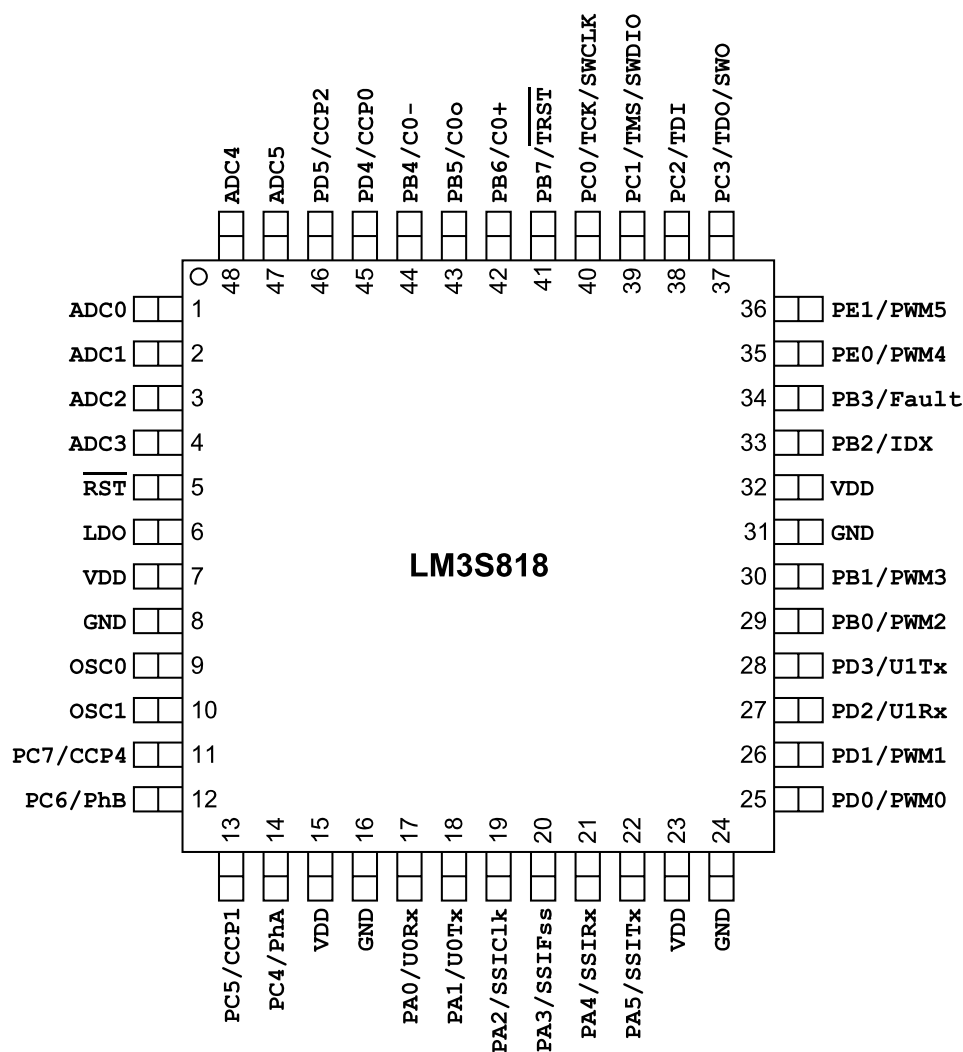 ADC4
ADC5
PD5/CCP2
PD4/CCP0
PB4/C0-
PB5/C0o
PB6/C0+
PB7/TRST
PC0/TCK/SWCLK
PC1/TMS/SWDIO
PC2/TDI
PC3/TDO/SWO
48
47
46
45
44
43
42
41
40
39
38
37
ADC0 1
ADC1 2
ADC2 3
ADC3 4
RST 5
LDO 6
VDD 7
GND 8
OSC0 9
OSC1 10
PC7/CCP4 11
PC6/PhB 12
LM3S818
36 PE1/PWM5
35 PE0/PWM4
34 PB3/Fault
33 PB2/IDX
32 VDD
31 GND
30 PB1/PWM3
29 PB0/PWM2
28 PD3/U1Tx
27 PD2/U1Rx
26 PD1/PWM1
25 PD0/PWM0
13
14
15
16
17
18
19
20
21
22
23
24
PC5/CCP1
PC4/PhA
VDD
GND
PA0/U0Rx
PA1/U0Tx
PA2/SSIClk
PA3/SSIFss
PA4/SSIRx
PA5/SSITx
VDD
GND